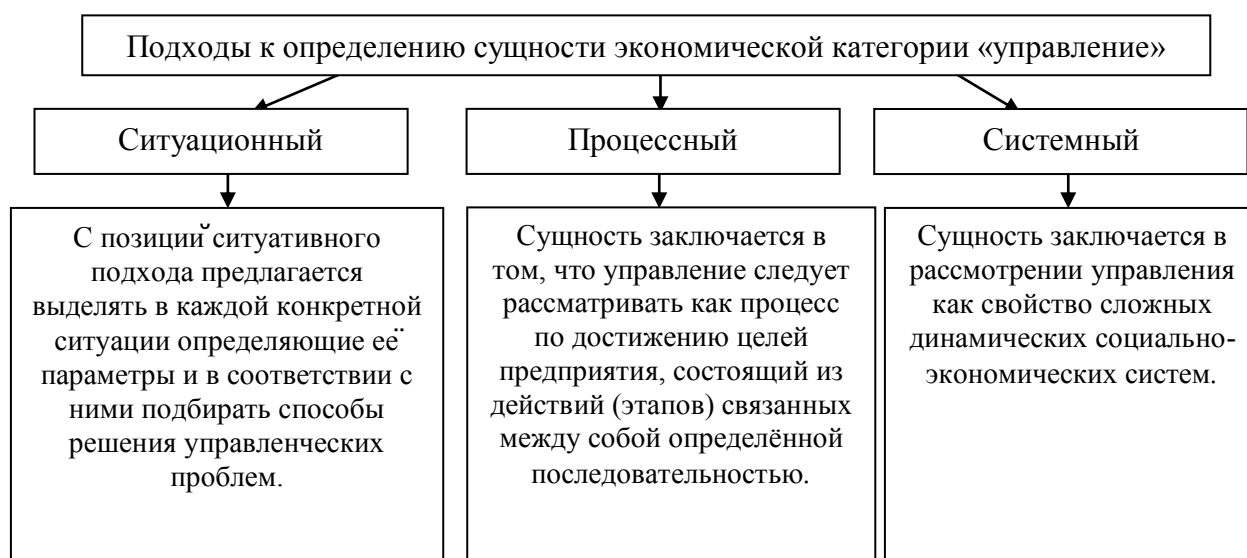 Подходы к определению сущности экономической категории «управление»
Ситуационный
Процессный
Системный
С позиций ситуативного
подхода предлагается
выделять в каждой конкретной
ситуации определяющие её
параметры и в соответствии с
ними подбирать способы
решения управленческих
проблем.
Сущность заключается в
том, что управление следует
рассматривать как процесс
по достижению целей
предприятия, состоящий из
действий (этапов) связанных
между собой определённой
последовательностью.
Сущность заключается в
рассмотрении управления
как свойство сложных
динамических социально-
экономических систем.